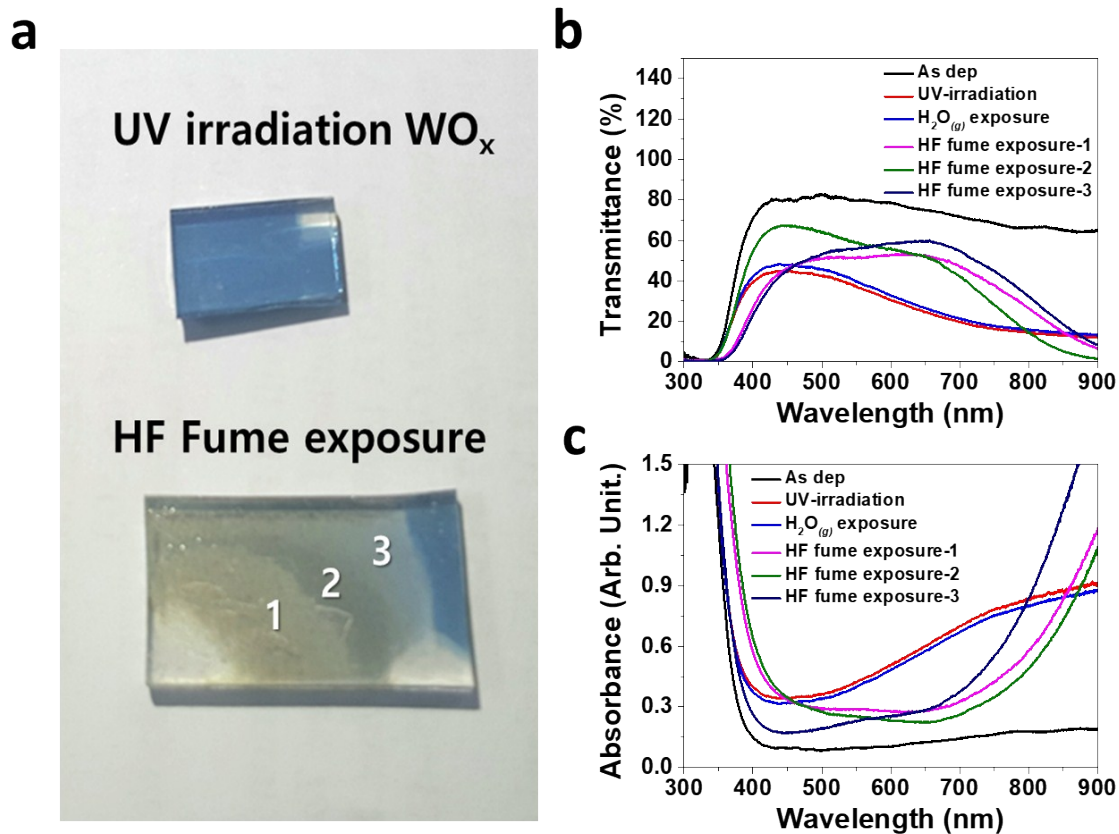 a
UV irradiation WOx
HF Fume exposure
1
2
3
b
Transmittance (%)
140
120
100
80
60
40
20
0
As dep
UV-irradiation
H2O(g) exposure
HF fume exposure-1
HF fume exposure-2
HF fume exposure-3
300 400 500 600 700 800 900
Wavelength (nm)
c
Absorbance (Arb. Unit.)
1.5
1.2
0.9
0.6
0.3
0.0
As dep
UV-irradiation
H2O(g) exposure
HF fume exposure-1
HF fume exposure-2
HF fume exposure-3
300 400 500 600 700 800 900
Wavelength (nm)